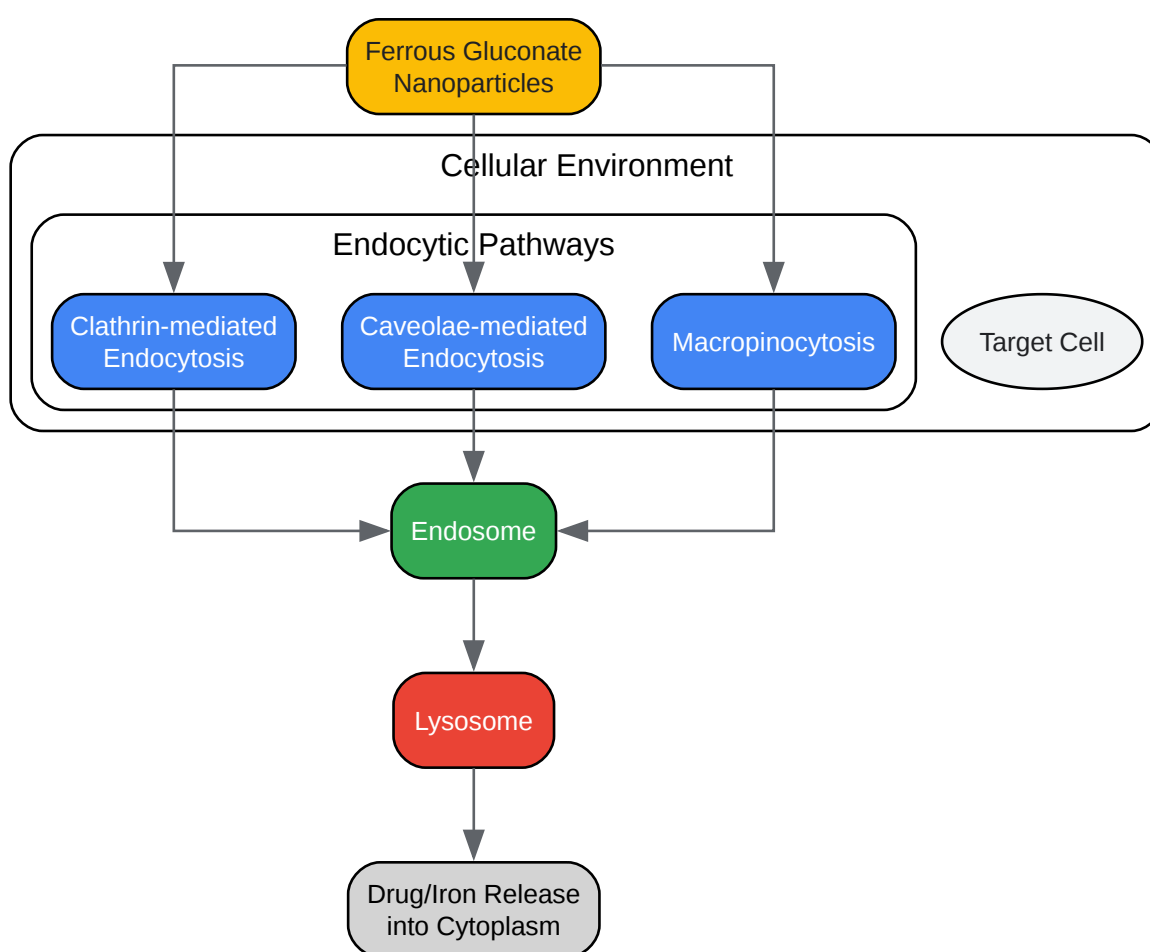 Ferrous Gluconate
Nanoparticles
Cellular Environment
Endocytic Pathways
Clathrin-mediated
Endocytosis
Caveolae-mediated
Endocytosis
Macropinocytosis
Target Cell
Endosome
Lysosome
Drug/Iron Release
into Cytoplasm